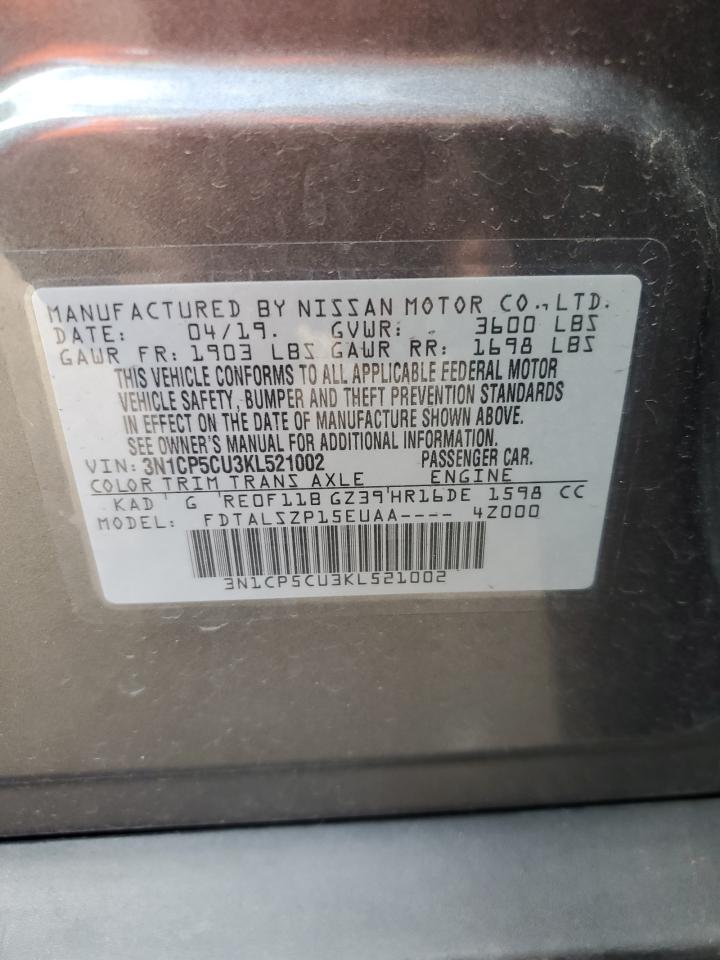 MANUFACTURED BY NISSAN MOTOR CO.,LTD.
DATE: 04/19. GVWR: 3600 LBS
GAWR FR: 1903 LBS GAWR RR: 1698 LBS
THIS VEHICLE CONFORMS TO ALL APPLICABLE FEDERAL MOTOR
VEHICLE SAFETY, BUMPER AND THEFT PREVENTION STANDARDS
IN EFFECT ON THE DATE OF MANUFACTURE SHOWN ABOVE.
SEE OWNER'S MANUAL FOR ADDITIONAL INFORMATION.
VIN: 3N1CP5CU3KL521002 PASSENGER CAR.
COLOR TRIM TRANS AXLE ENGINE
KAD G RE0F11B GZ39 HR16DE 1598 CC
MODEL: FDTALSZP15EUAA---- 4Z000
3N1CP5CU3KL521002